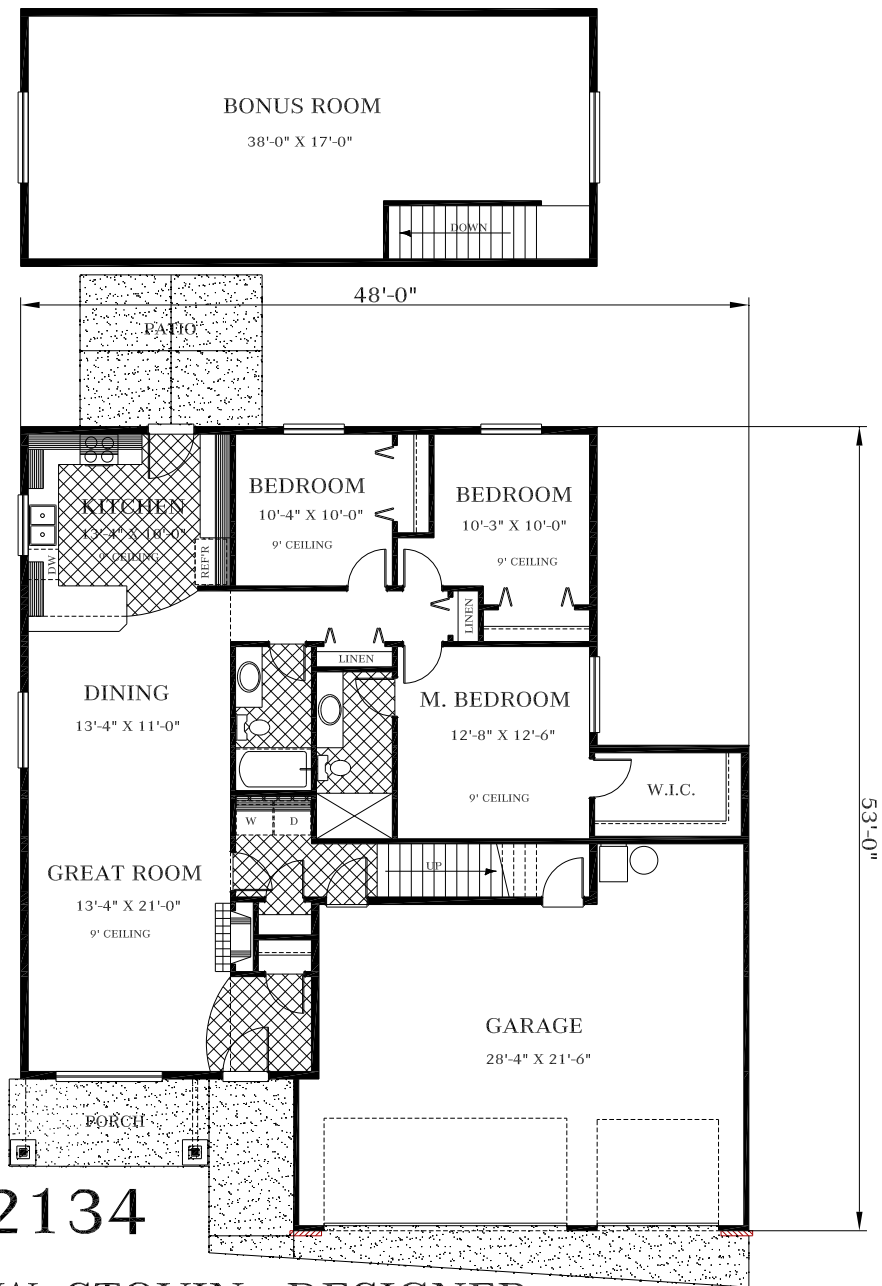 BONUS ROOM
38'-0" X 17'-0"
DOWN
48'-0"
PATIO
KITCHEN
13'-4" X 10'-0"
9' CEILING
DW
REF'R
BEDROOM
10'-4" X 10'-0"
9' CEILING
BEDROOM
10'-3" X 10'-0"
9' CEILING
LINEN
LINEN
DINING
13'-4" X 11'-0"
M. BEDROOM
12'-8" X 12'-6"
9' CEILING
W.I.C.
W
D
UP
53'-0"
GREAT ROOM
13'-4" X 21'-0"
9' CEILING
GARAGE
28'-4" X 21'-6"
PORCH
2134